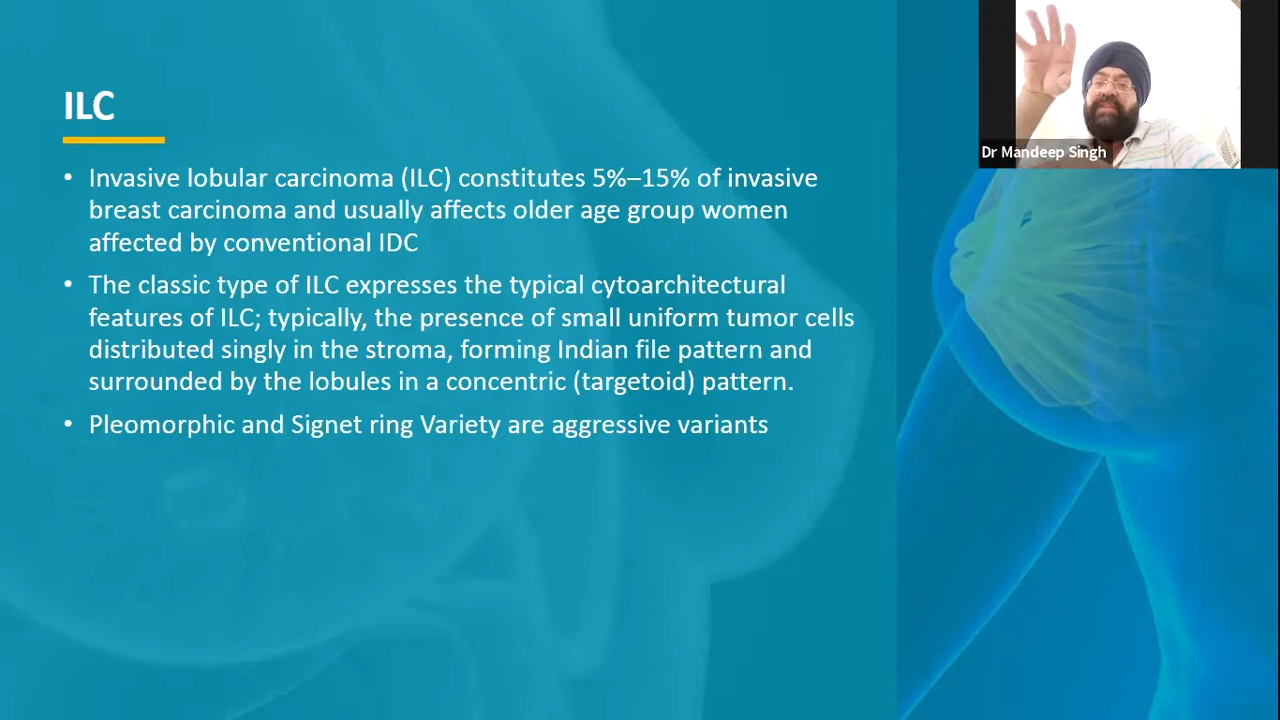 ILC
• Invasive lobular carcinoma (ILC) constitutes 5%–15% of invasive
breast carcinoma and usually affects older age group women
affected by conventional IDC
• The classic type of ILC expresses the typical cytoarchitectural
features of ILC; typically, the presence of small uniform tumor cells
distributed singly in the stroma, forming Indian file pattern and
surrounded by the lobules in a concentric (targetoid) pattern.
• Pleomorphic and Signet ring Variety are aggressive variants
Dr Mandeep Singh